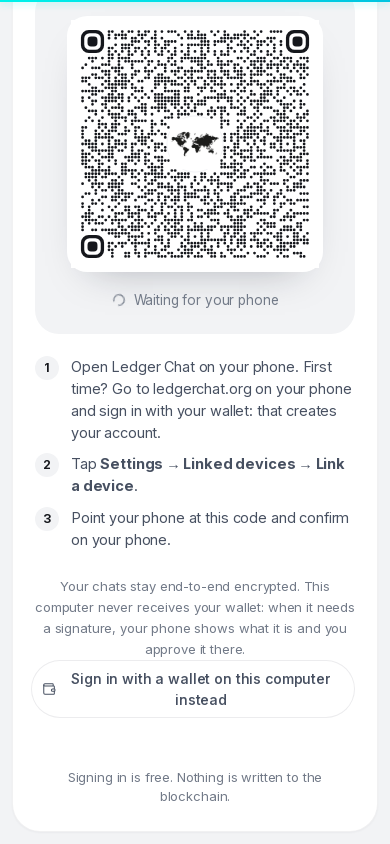 Waiting for your phone
1 Open Ledger Chat on your phone. First
time? Go to ledgerchat.org on your phone
and sign in with your wallet: that creates
your account.
2 Tap Settings → Linked devices → Link
a device.
3 Point your phone at this code and confirm
on your phone.
Your chats stay end-to-end encrypted. This
computer never receives your wallet: when it needs
a signature, your phone shows what it is and you
approve it there.
Sign in with a wallet on this computer
instead
Signing in is free. Nothing is written to the
blockchain.